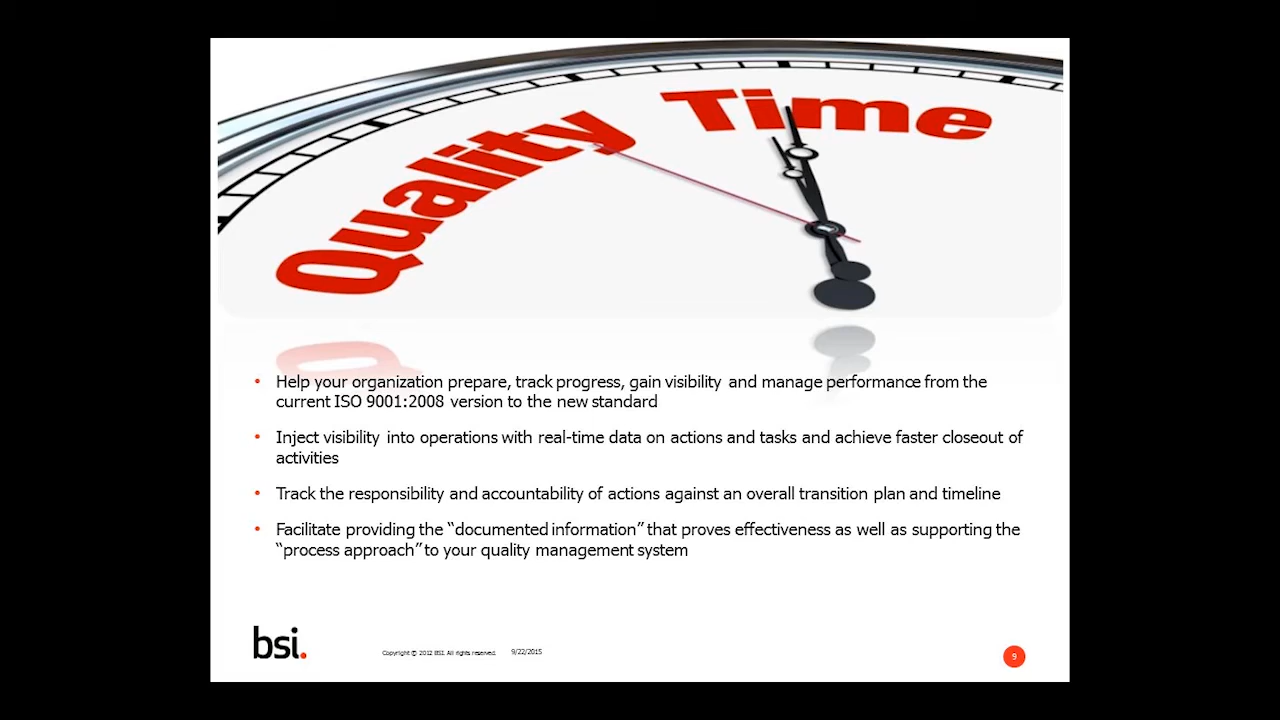 Quality Time
• Help your organization prepare, track progress, gain visibility and manage performance from the
current ISO 9001:2008 version to the new standard
• Inject visibility into operations with real-time data on actions and tasks and achieve faster closeout of
activities
• Track the responsibility and accountability of actions against an overall transition plan and timeline
• Facilitate providing the “documented information” that proves effectiveness as well as supporting the
“process approach” to your quality management system
bsi.
Copyright © 2012 BSI. All rights reserved. 9/22/2015
9